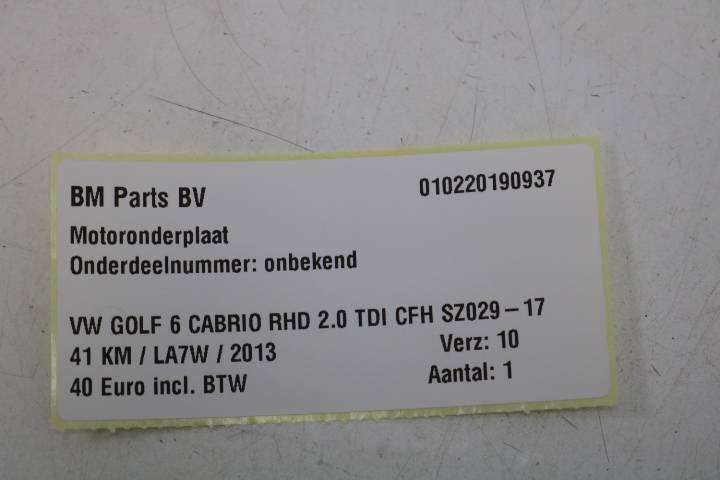 BM Parts BV 010220190937
Motoronderplaat
Onderdeelnummer: onbekend
VW GOLF 6 CABRIO RHD 2.0 TDI CFH SZ029-17
41 KM / LA7W / 2013 Verz: 10
40 Euro incl. BTW Aantal: 1